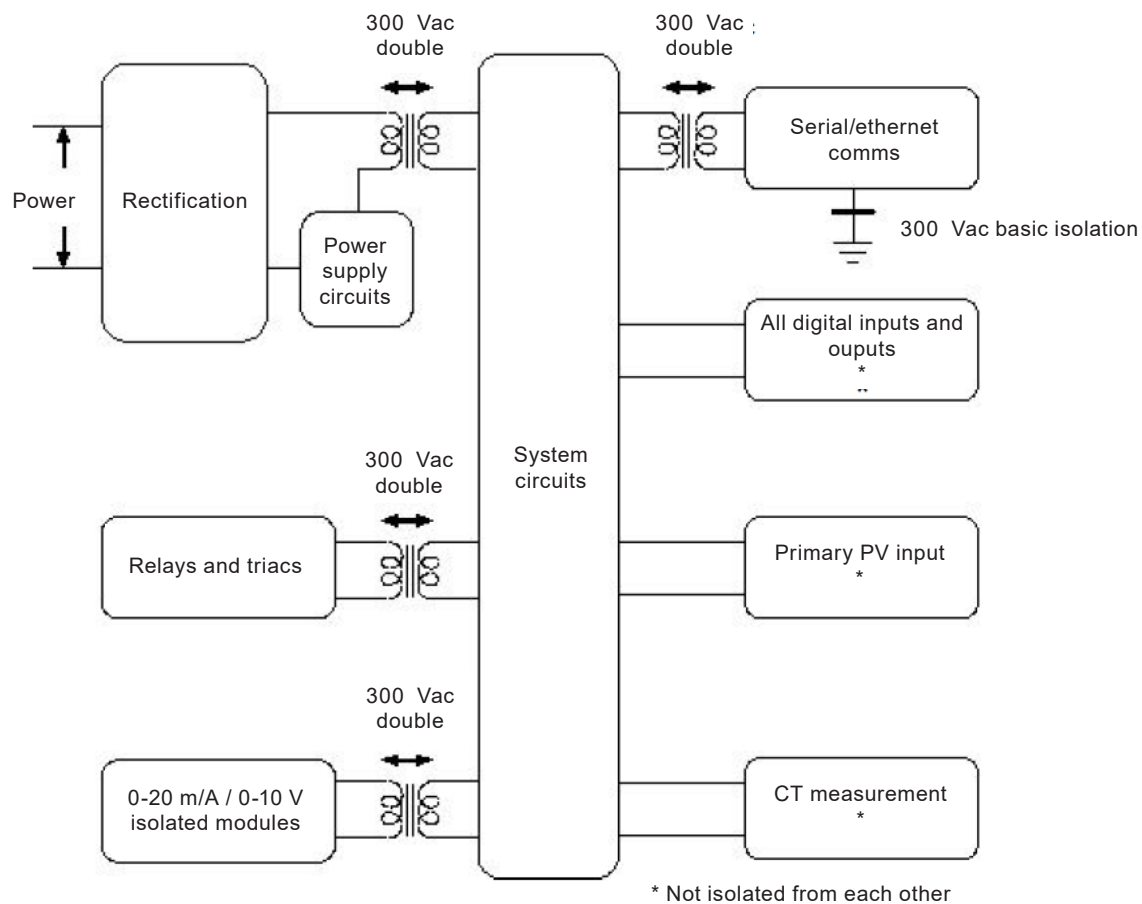 300 Vac
double
300 Vac
double
Rectification
Power
Power
supply
circuits
Serial/ethernet
comms
300 Vac basic isolation
All digital inputs and
ouputs
*
System
circuits
300 Vac
double
Relays and triacs
Primary PV input
*
300 Vac
double
0-20 m/A / 0-10 V
isolated modules
CT measurement
*
* Not isolated from each other